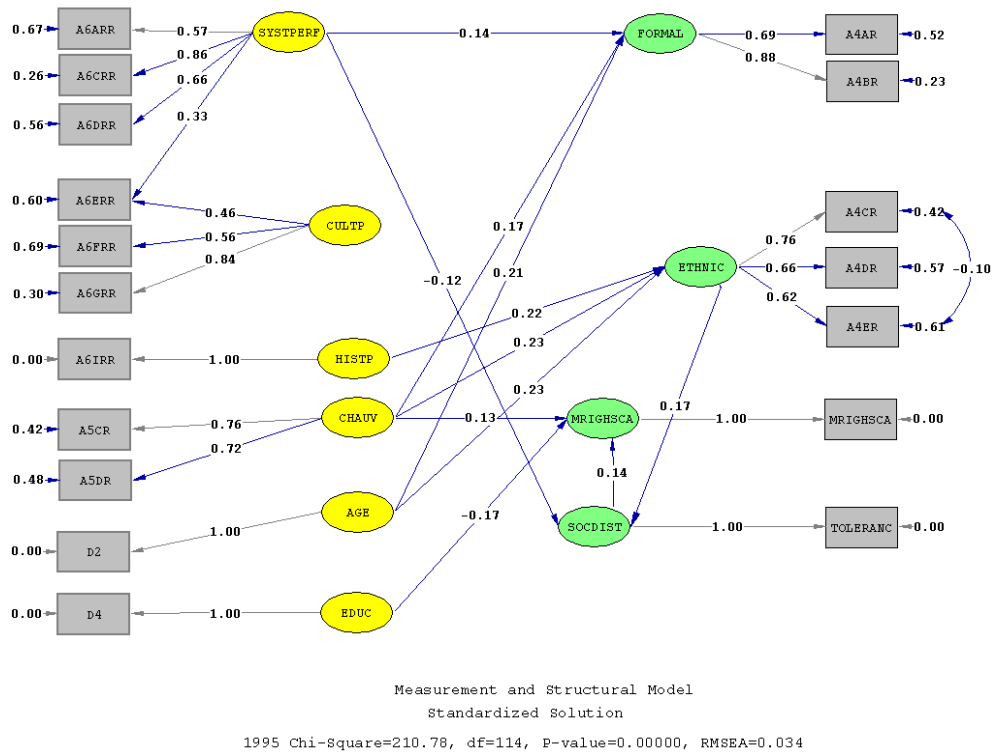 0.67 A6ARR 0.57 SYSTPERF 0.14 FORMAL 0.69 A4AR 0.52
0.26 A6CRR 0.86 0.88 A4BR 0.23
0.56 A6DRR 0.66
0.33
0.60 A6ERR 0.46 CULTP A4CR 0.42
0.69 A6FRR 0.56 0.17 0.76
0.30 A6GRR 0.84 -0.12 0.21 ETHNIC 0.66 A4DR 0.57 -0.10
0.22 0.62 A4ER 0.61
0.00 A6IRR 1.00 HISTP 0.23
0.23 0.17
0.42 A5CR 0.76 CHAUV 0.13 MRIGHSCA 1.00 MRIGHSCA 0.00
0.48 A5DR 0.72 0.14
AGE -0.17 SOCDIST 1.00 TOLERANC 0.00
0.00 D2 1.00
0.00 D4 1.00 EDUC
Measurement and Structural Model
Standardized Solution
1995 Chi-Square=210.78, df=114, P-value=0.00000, RMSEA=0.034